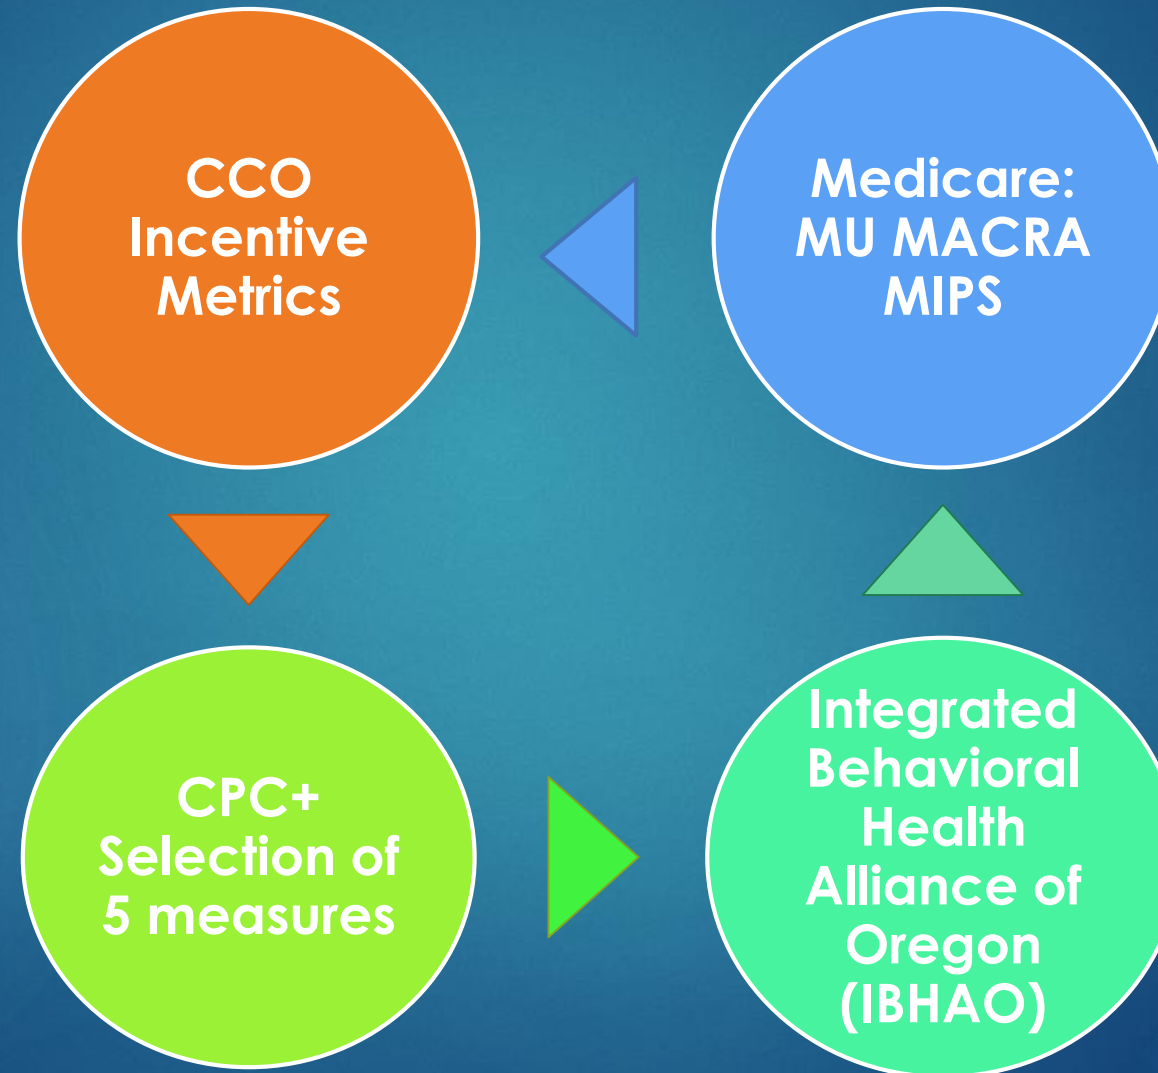 CCO
Incentive
Metrics
Medicare:
MU MACRA
MIPS
CPC+
Selection of
5 measures
Integrated
Behavioral
Health
Alliance of
Oregon
(IBHAO)